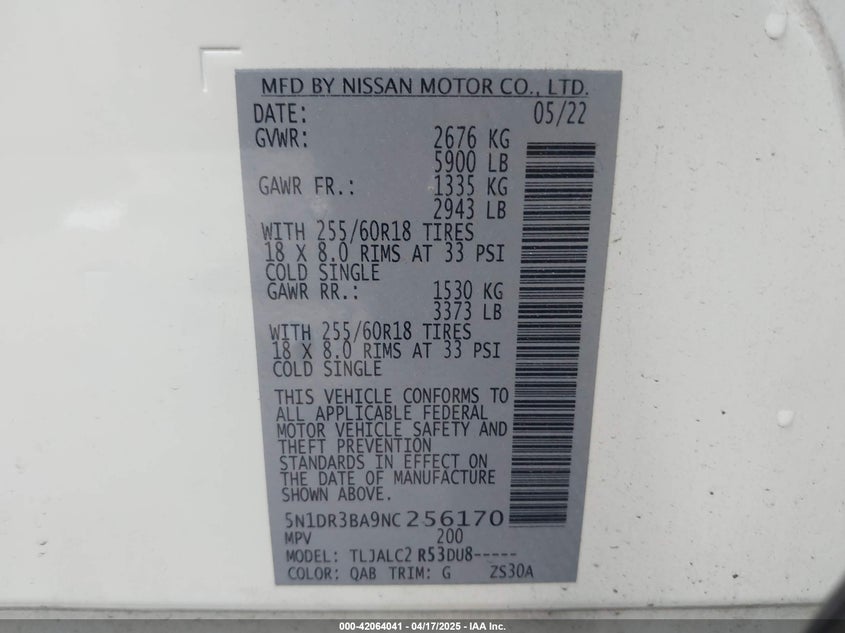 MFD BY NISSAN MOTOR CO., LTD.
DATE: 05/22
GVWR: 2676 KG
5900 LB
GAWR FR.: 1335 KG
2943 LB
WITH 255/60R18 TIRES
18 X 8.0 RIMS AT 33 PSI
COLD SINGLE
GAWR RR.: 1530 KG
3373 LB
WITH 255/60R18 TIRES
18 X 8.0 RIMS AT 33 PSI
COLD SINGLE
THIS VEHICLE CONFORMS TO
ALL APPLICABLE FEDERAL
MOTOR VEHICLE SAFETY AND
THEFT PREVENTION
STANDARDS IN EFFECT ON
THE DATE OF MANUFACTURE
SHOWN ABOVE.
5N1DR3BA9NC256170
MPV 200
MODEL: TLJALC2 R53DU8-----
COLOR: QAB TRIM: G ZS30A
000-42064041 - 04/17/2025 - IAA Inc.